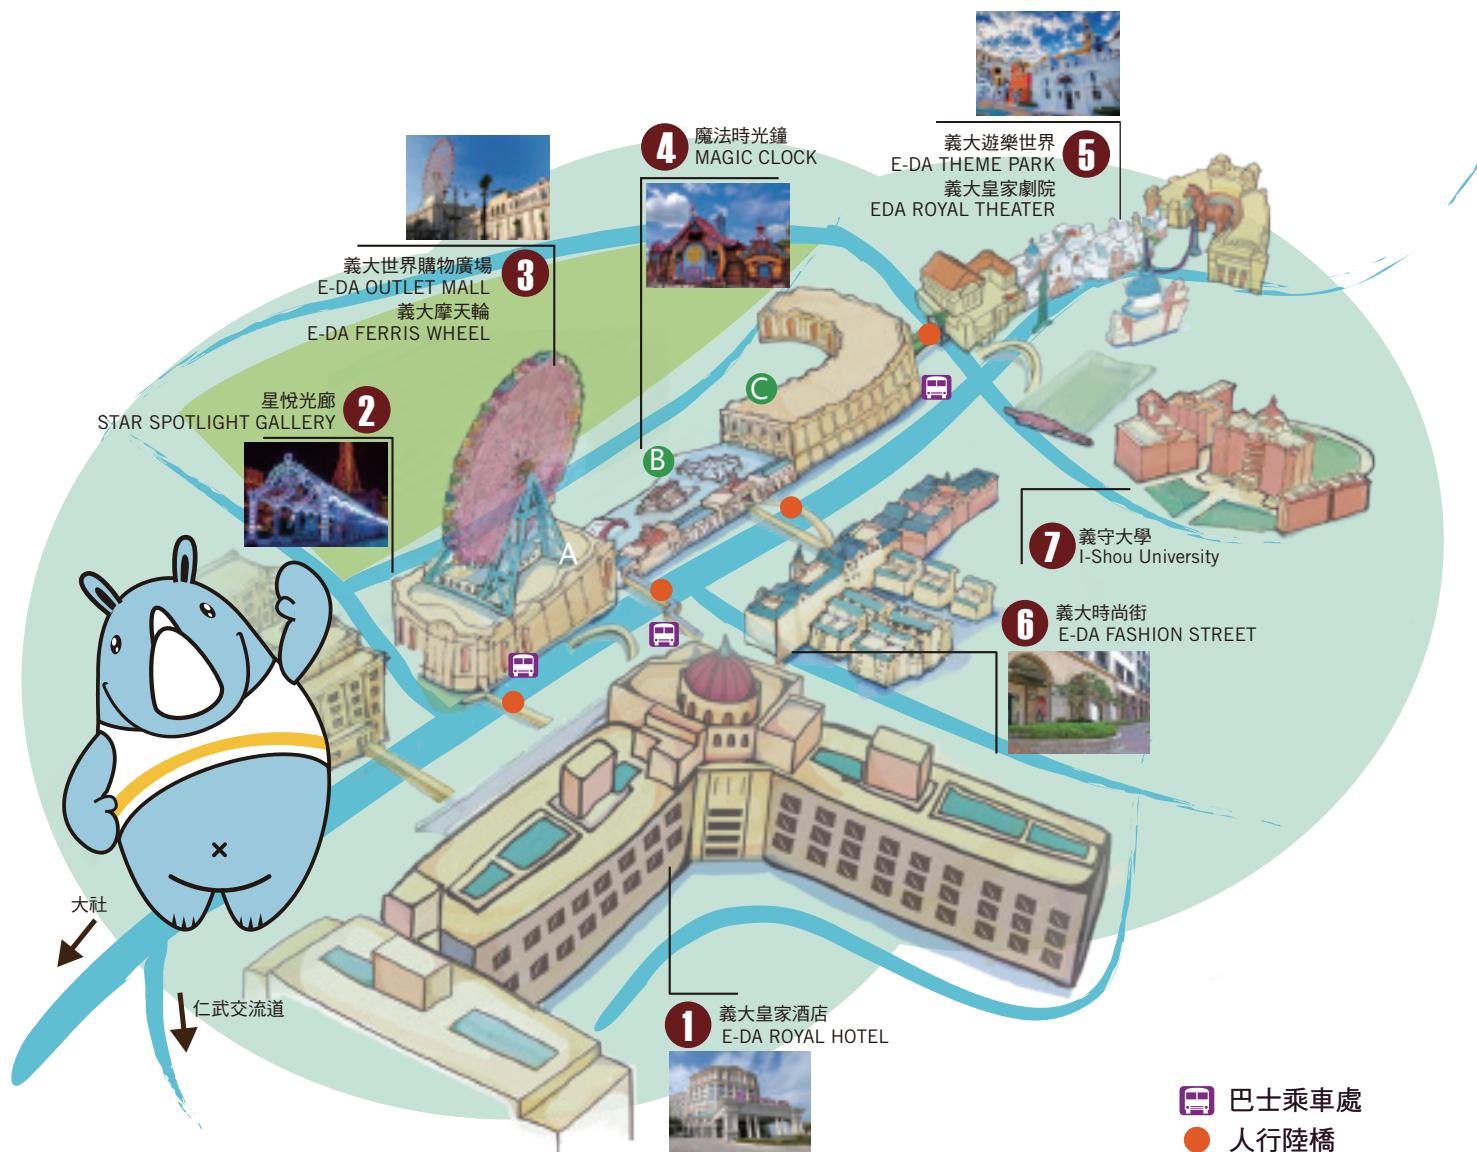 5
義大遊樂世界
E-DA THEME PARK
義大皇家劇院
EDA ROYAL THEATER
4
魔法時光鐘
MAGIC CLOCK
3
義大世界購物廣場
E-DA OUTLET MALL
義大摩天輪
E-DA FERRIS WHEEL
2
星悅光廊
STAR SPOTLIGHT GALLERY
C
B
A
7
義守大學
I-Shou University
6
義大時尚街
E-DA FASHION STREET
大社
仁武交流道
1
義大皇家酒店
E-DA ROYAL HOTEL
巴士乘車處
人行陸橋